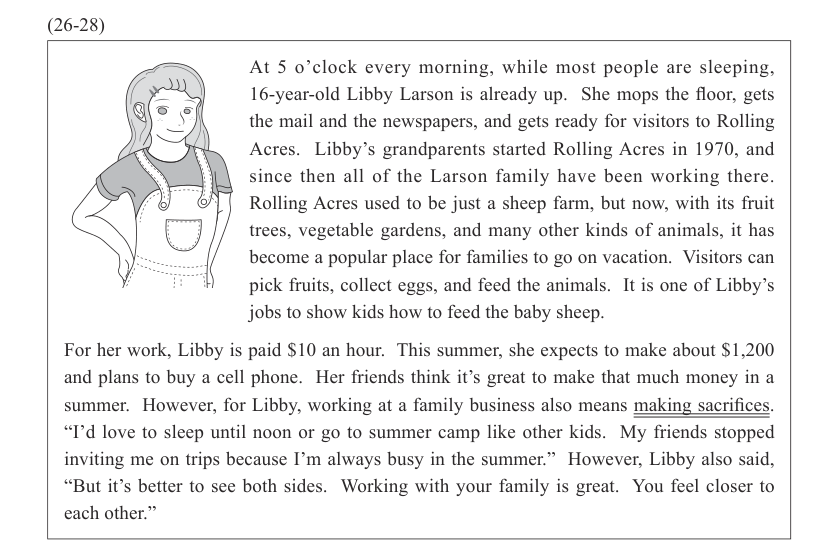 (26-28)
At 5 o’clock every morning, while most people are sleeping,
16-year-old Libby Larson is already up. She mops the floor, gets
the mail and the newspapers, and gets ready for visitors to Rolling
Acres. Libby’s grandparents started Rolling Acres in 1970, and
since then all of the Larson family have been working there.
Rolling Acres used to be just a sheep farm, but now, with its fruit
trees, vegetable gardens, and many other kinds of animals, it has
become a popular place for families to go on vacation. Visitors can
pick fruits, collect eggs, and feed the animals. It is one of Libby’s
jobs to show kids how to feed the baby sheep.
For her work, Libby is paid $10 an hour. This summer, she expects to make about $1,200
and plans to buy a cell phone. Her friends think it’s great to make that much money in a
summer. However, for Libby, working at a family business also means making sacrifices.
“I’d love to sleep until noon or go to summer camp like other kids. My friends stopped
inviting me on trips because I’m always busy in the summer.” However, Libby also said,
“But it’s better to see both sides. Working with your family is great. You feel closer to
each other.”